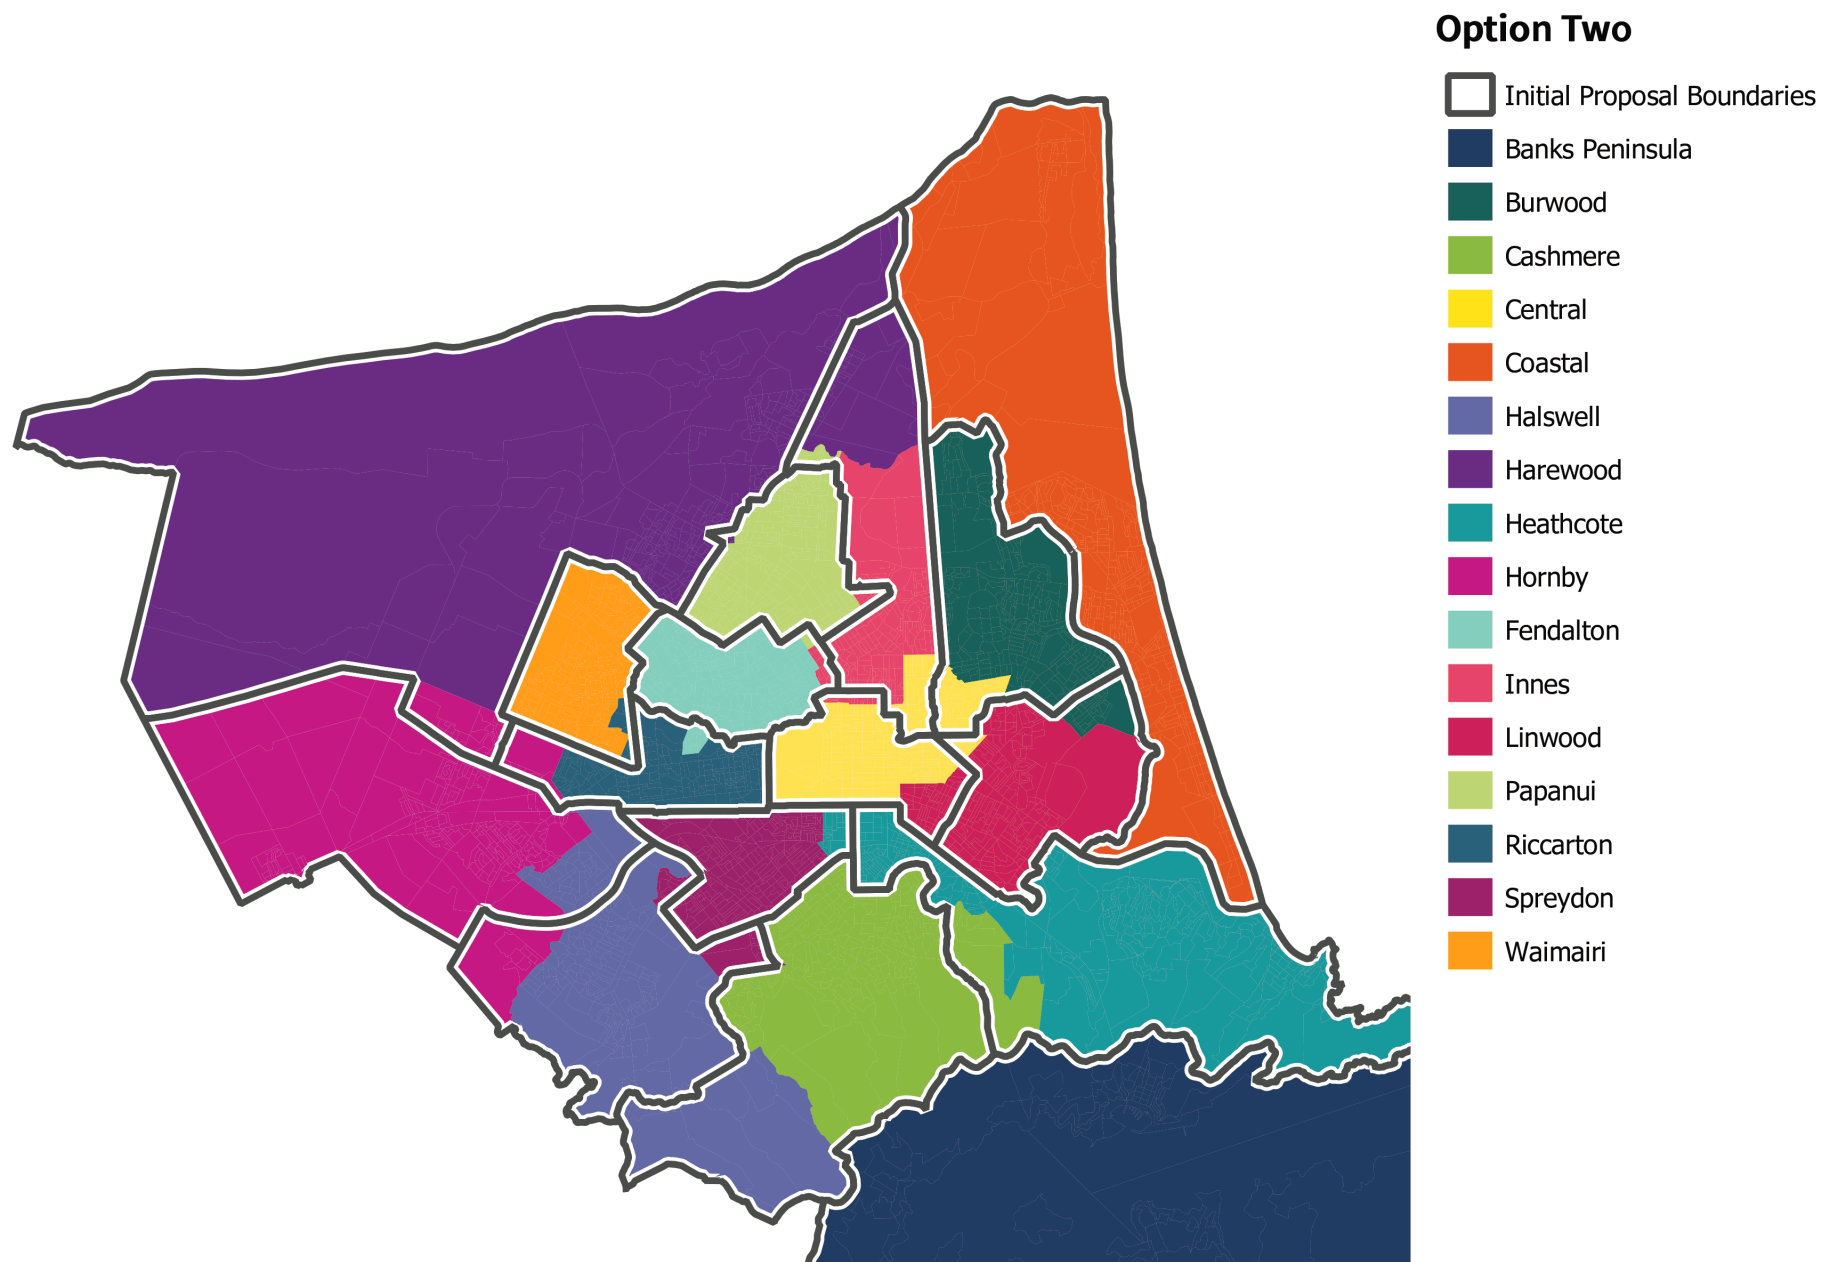 Option Two
Initial Proposal Boundaries
Banks Peninsula
Burwood
Cashmere
Central
Coastal
Halswell
Harewood
Heathcote
Hornby
Fendalton
Innes
Linwood
Papanui
Riccarton
Spreydon
Waimairi